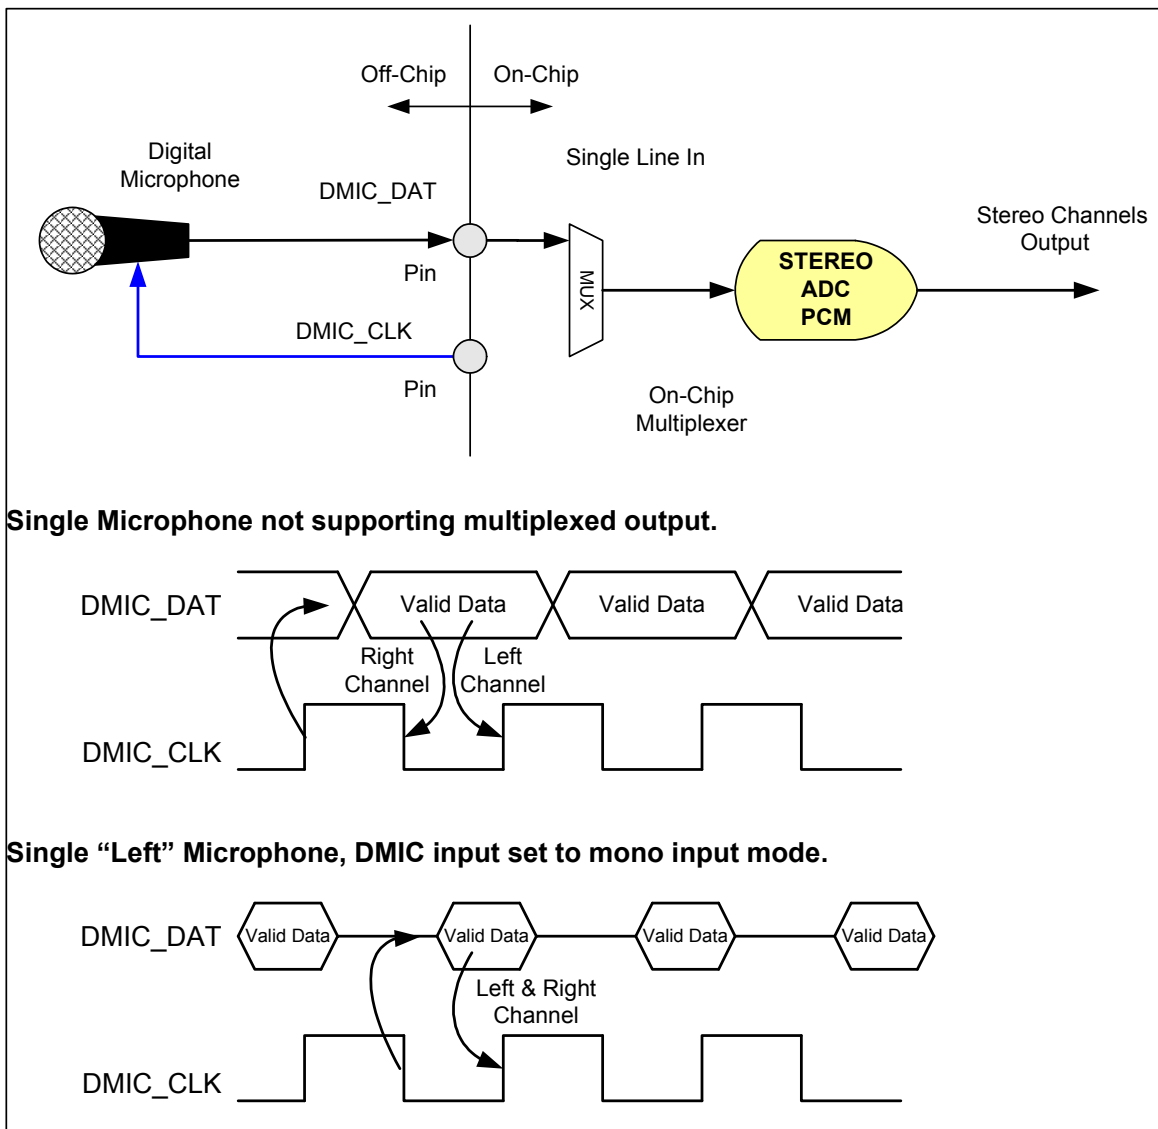 Off-Chip
On-Chip
Digital
Microphone
Single Line In
DMIC_DAT
Stereo Channels
Output
Pin
MUX
STEREO
ADC
PCM
DMIC_CLK
Pin
On-Chip
Multiplexer
Single Microphone not supporting multiplexed output.
DMIC_DAT
Valid Data
Valid Data
Valid Data
Right
Channel
Left
Channel
DMIC_CLK
Single “Left” Microphone, DMIC input set to mono input mode.
DMIC_DAT
Valid Data
Valid Data
Valid Data
Valid Data
Left & Right
Channel
DMIC_CLK